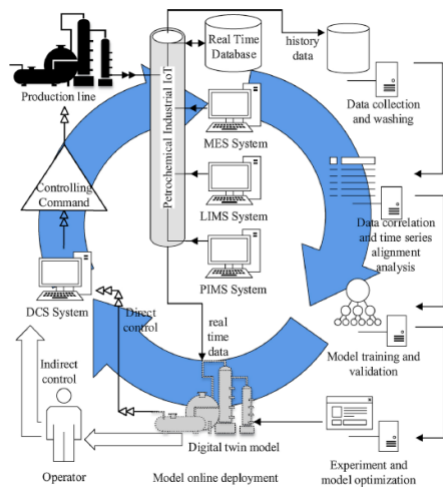 Real Time
Database
history
data
Production line
Data collection
and washing
Petrochemical Industrial IoT
MES System
Controlling
Command
LIMS System
Data correlation
and time series
alignment
analysis
PIMS System
DCS System
Direct
control
real
time
data
Model training and
validation
Indirect
control
Digital twin model
Operator
Model online deployment
Experiment and
model optimization